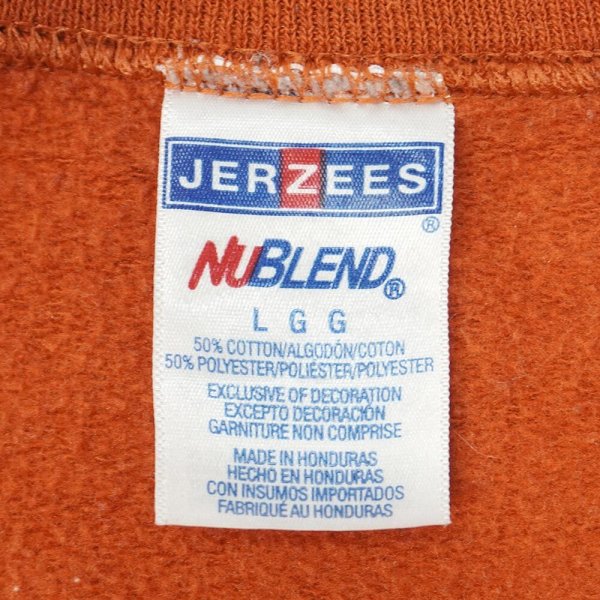 JERZEES
®
NUBLEND®
L G G
50% COTTON/ALGODÓN/COTON
50% POLYESTER/POLIÉSTER/POLYESTER
EXCLUSIVE OF DECORATION
EXCEPTO DECORACIÓN
GARNITURE NON COMPRISE
MADE IN HONDURAS
HECHO EN HONDURAS
CON INSUMOS IMPORTADOS
FABRIQUÉ AU HONDURAS